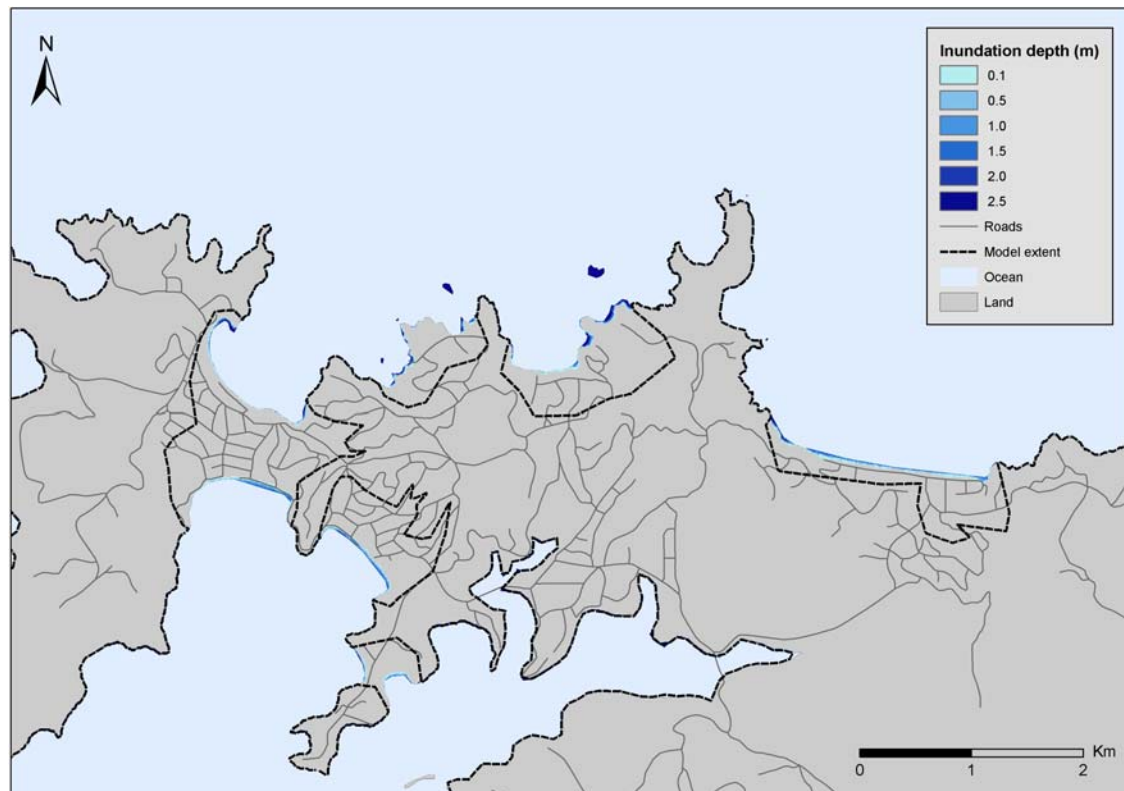 N
Inundation depth (m)
0.1
0.5
1.0
1.5
2.0
2.5
Roads
Model extent
Ocean
Land
Km
0 1 2